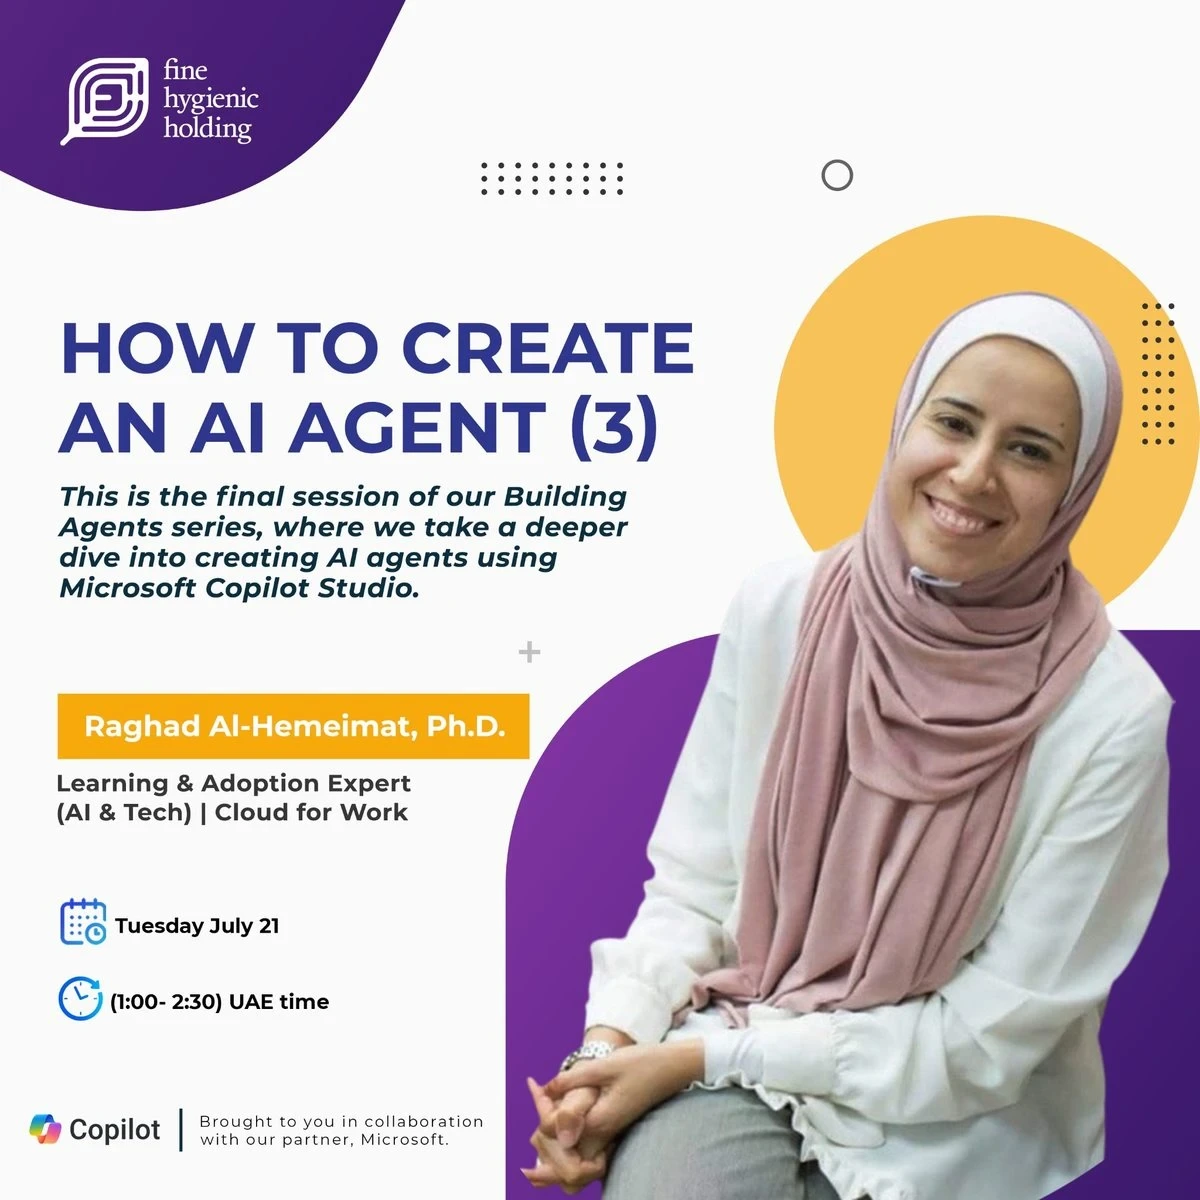 fine
hygienic
holding
HOW TO CREATE
AN AI AGENT (3)
This is the final session of our Building
Agents series, where we take a deeper
dive into creating AI agents using
Microsoft Copilot Studio.
Raghad Al-Hemeimat, Ph.D.
Learning & Adoption Expert
(AI & Tech) | Cloud for Work
Tuesday July 21
(1:00- 2:30) UAE time
Copilot
Brought to you in collaboration
with our partner, Microsoft.